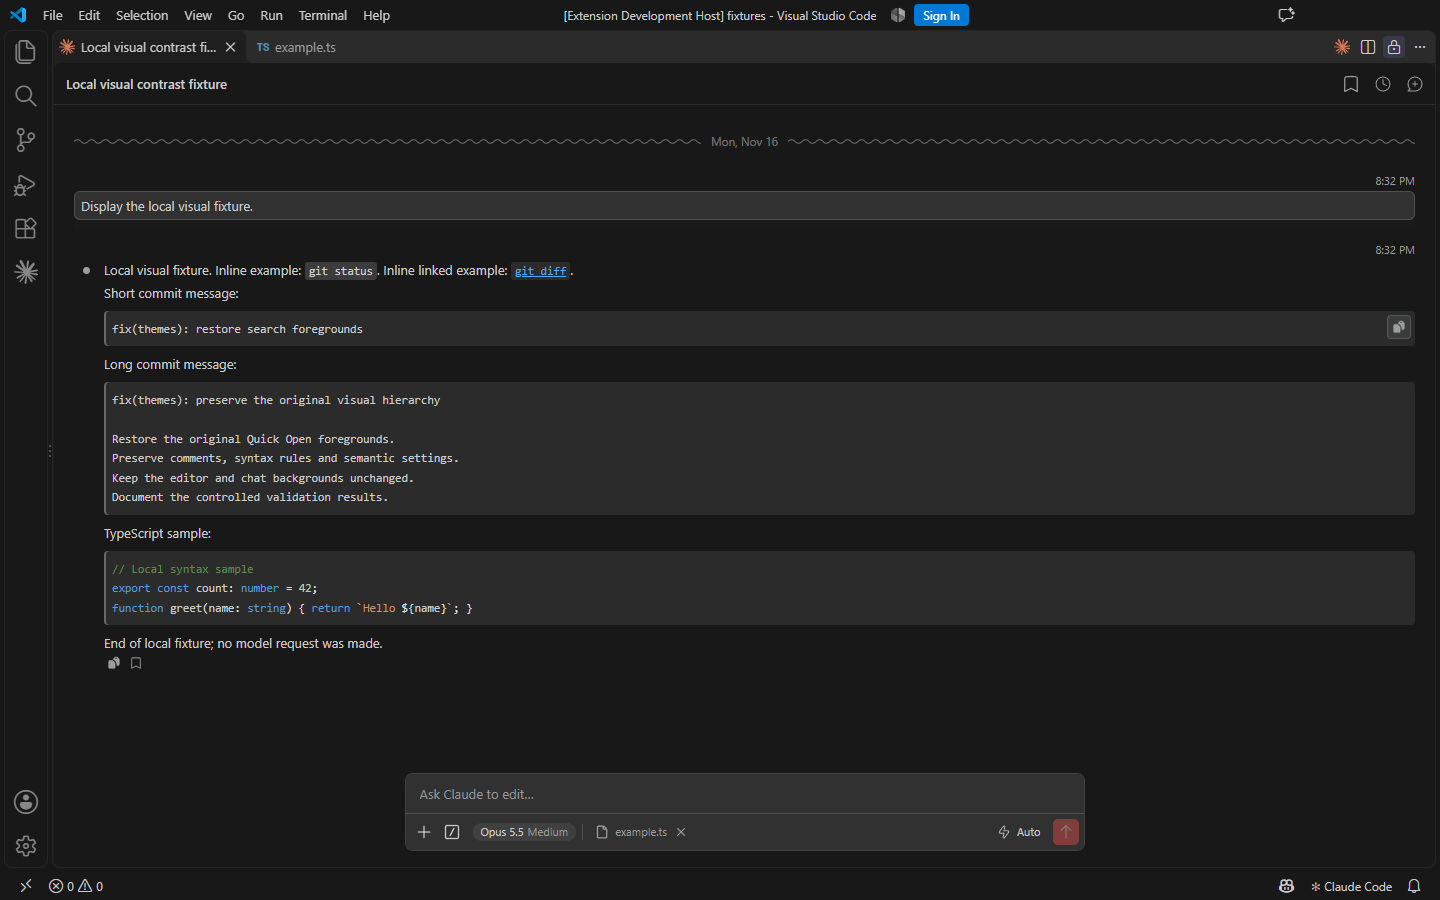 File Edit Selection View Go Run Terminal Help
[Extension Development Host] fixtures - Visual Studio Code
Sign In
Local visual contrast fi...
TS example.ts
Local visual contrast fixture
Mon, Nov 16
8:32 PM
Display the local visual fixture.
8:32 PM
Local visual fixture. Inline example: git status. Inline linked example: git diff.
Short commit message:
fix(themes): restore search foregrounds
Long commit message:
fix(themes): preserve the original visual hierarchy
Restore the original Quick Open foregrounds.
Preserve comments, syntax rules and semantic settings.
Keep the editor and chat backgrounds unchanged.
Document the controlled validation results.
TypeScript sample:
// Local syntax sample
export const count: number = 42;
function greet(name: string) { return `Hello ${name}`; }
End of local fixture; no model request was made.
Ask Claude to edit...
Opus 5.5 Medium
example.ts
Auto
0 0
Claude Code